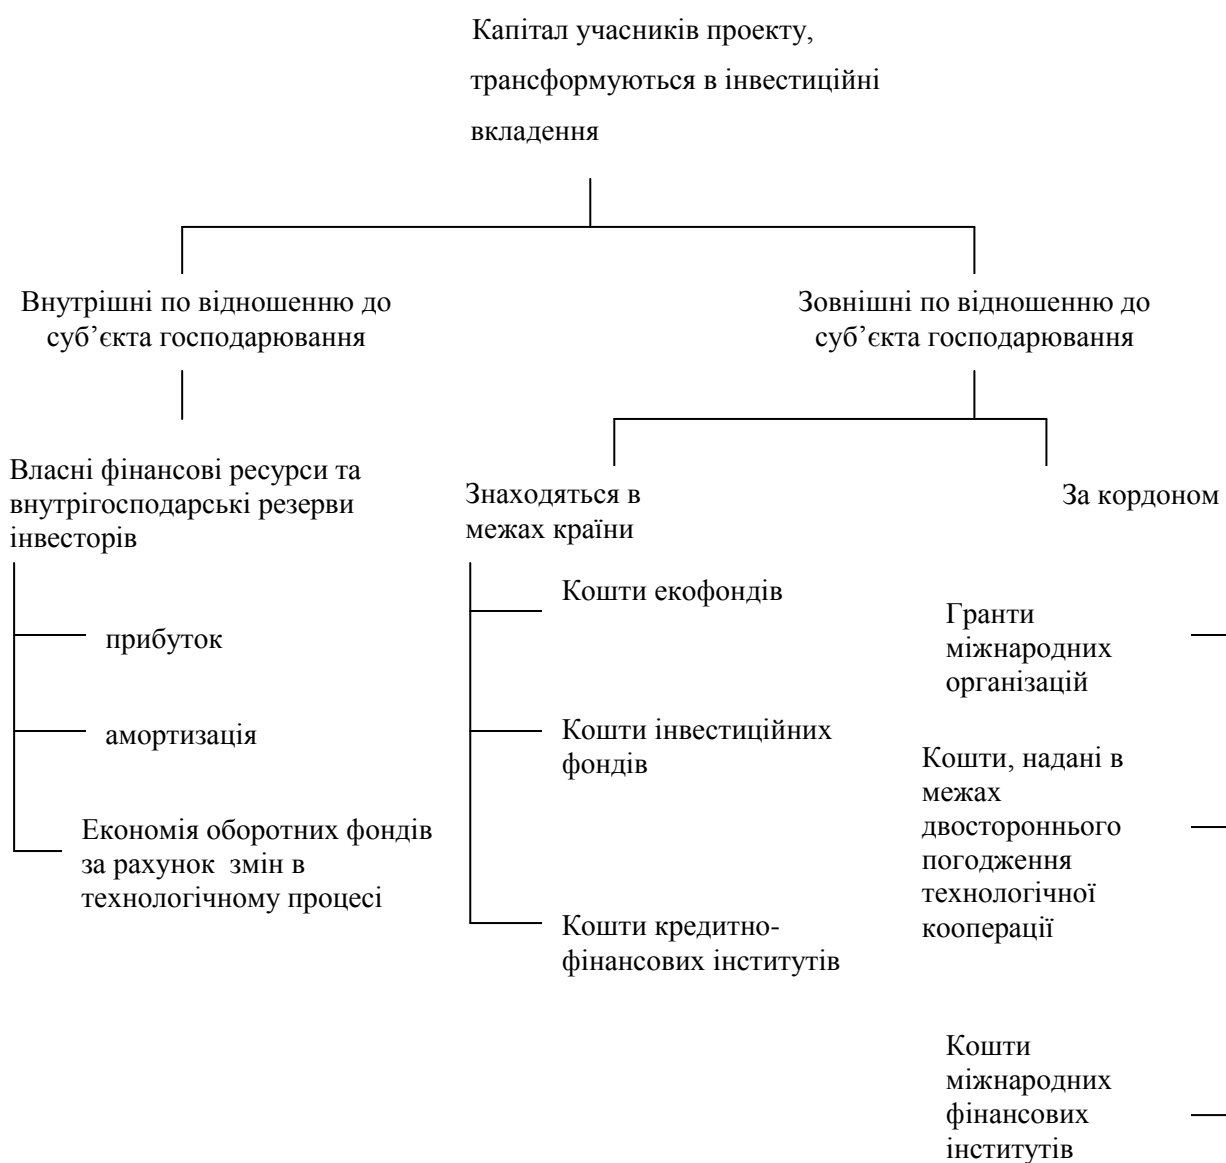 Капітал учасників проекту,
трансформуються в інвестиційні
вкладення
Внутрішні по відношенню до
суб’єкта господарювання
Зовнішні по відношенню до
суб’єкта господарювання
Власні фінансові ресурси та
внутрігосподарські резерви
інвесторів
прибуток
амортизація
Економія оборотних фондів
за рахунок змін в
технологічному процесі
Знаходяться в
межах країни
Кошти екофондів
Кошти інвестиційних
фондів
Кошти кредитно-
фінансових інститутів
За кордоном
Гранти
міжнародних
організацій
Кошти, надані в
межах
двостороннього
погодження
технологічної
кооперації
Кошти
міжнародних
фінансових
інститутів